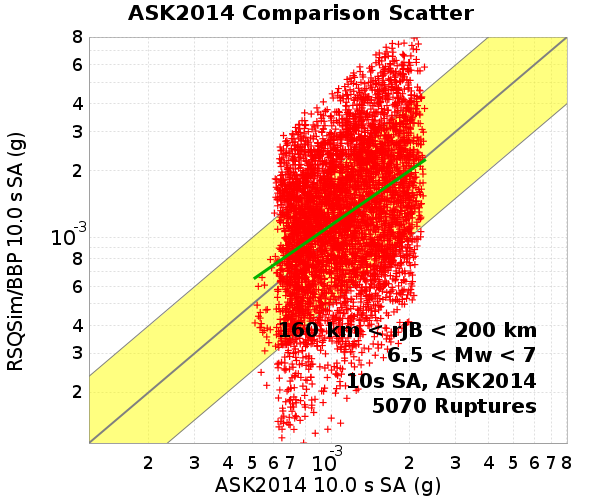 ASK2014 Comparison Scatter
RSQSim/BBP 10.0 s SA (g)
8
6
4
3
2
10-3
8
6
4
3
2
160 km < rJB < 200 km
6.5 < Mw < 7
10s SA, ASK2014
5070 Ruptures
2 3 4 5 6 7 10-3 2 3 4 5 6 7 8
ASK2014 10.0 s SA (g)